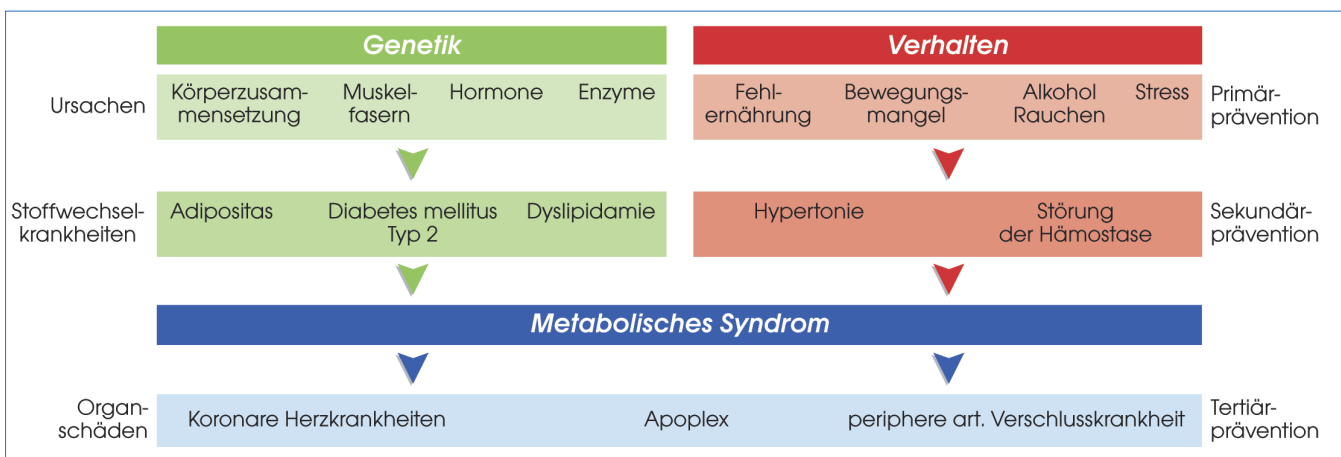 Genetik
Verhalten
Ursachen
Körperzusam-
mensetzung
Muskel-
fasern
Hormone
Enzyme
Fehl-
ernährung
Bewegungs-
mangel
Alkohol
Rauchen
Stress
Primär-
prävention
Stoffwechsel-
krankheiten
Adipositas
Diabetes mellitus
Typ 2
Dyslipidamie
Hypertonie
Störung
der Hämostase
Sekundär-
prävention
Metabolisches Syndrom
Organ-
schäden
Koronare Herzkrankheiten
Apoplex
periphere art. Verschlusskrankheit
Tertiär-
prävention